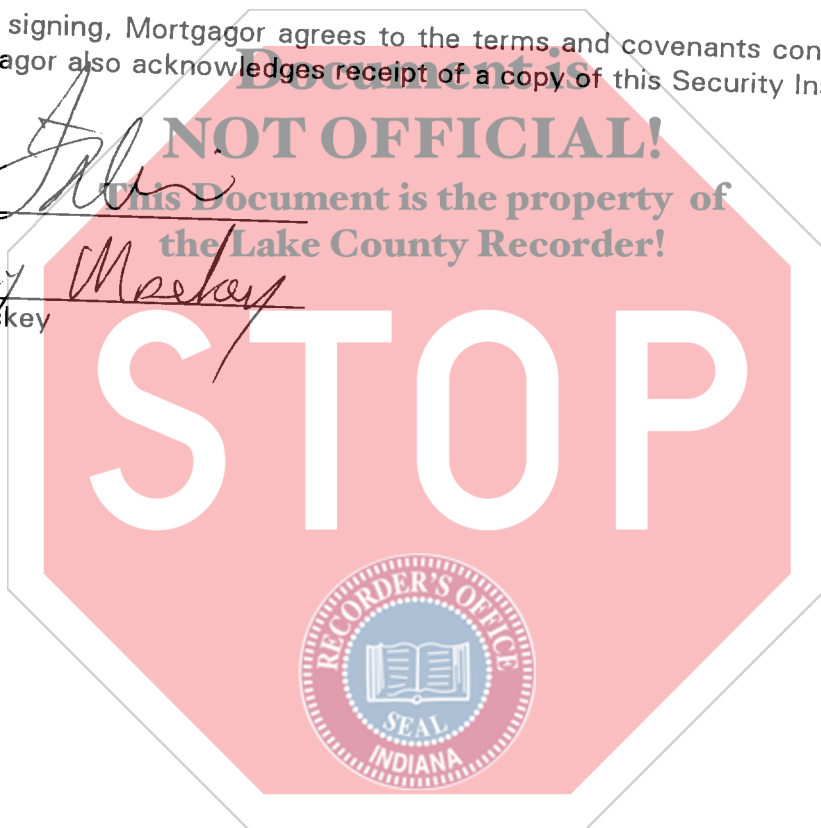 signing, Mortgagor agrees to the terms and covenants con
agor also acknowledges receipt of a copy of this Security Ins
Document is
NOT OFFICIAL!
This Document is the property of
the Lake County Recorder!
key
STOP
RECORDER'S OFFICE
SEAL
INDIANA